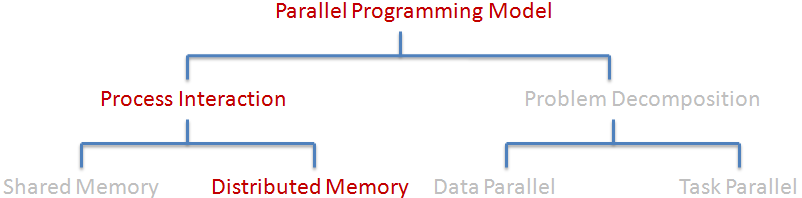 Parallel Programming Model
Process Interaction
Problem Decomposition
Shared Memory
Distributed Memory
Data Parallel
Task Parallel